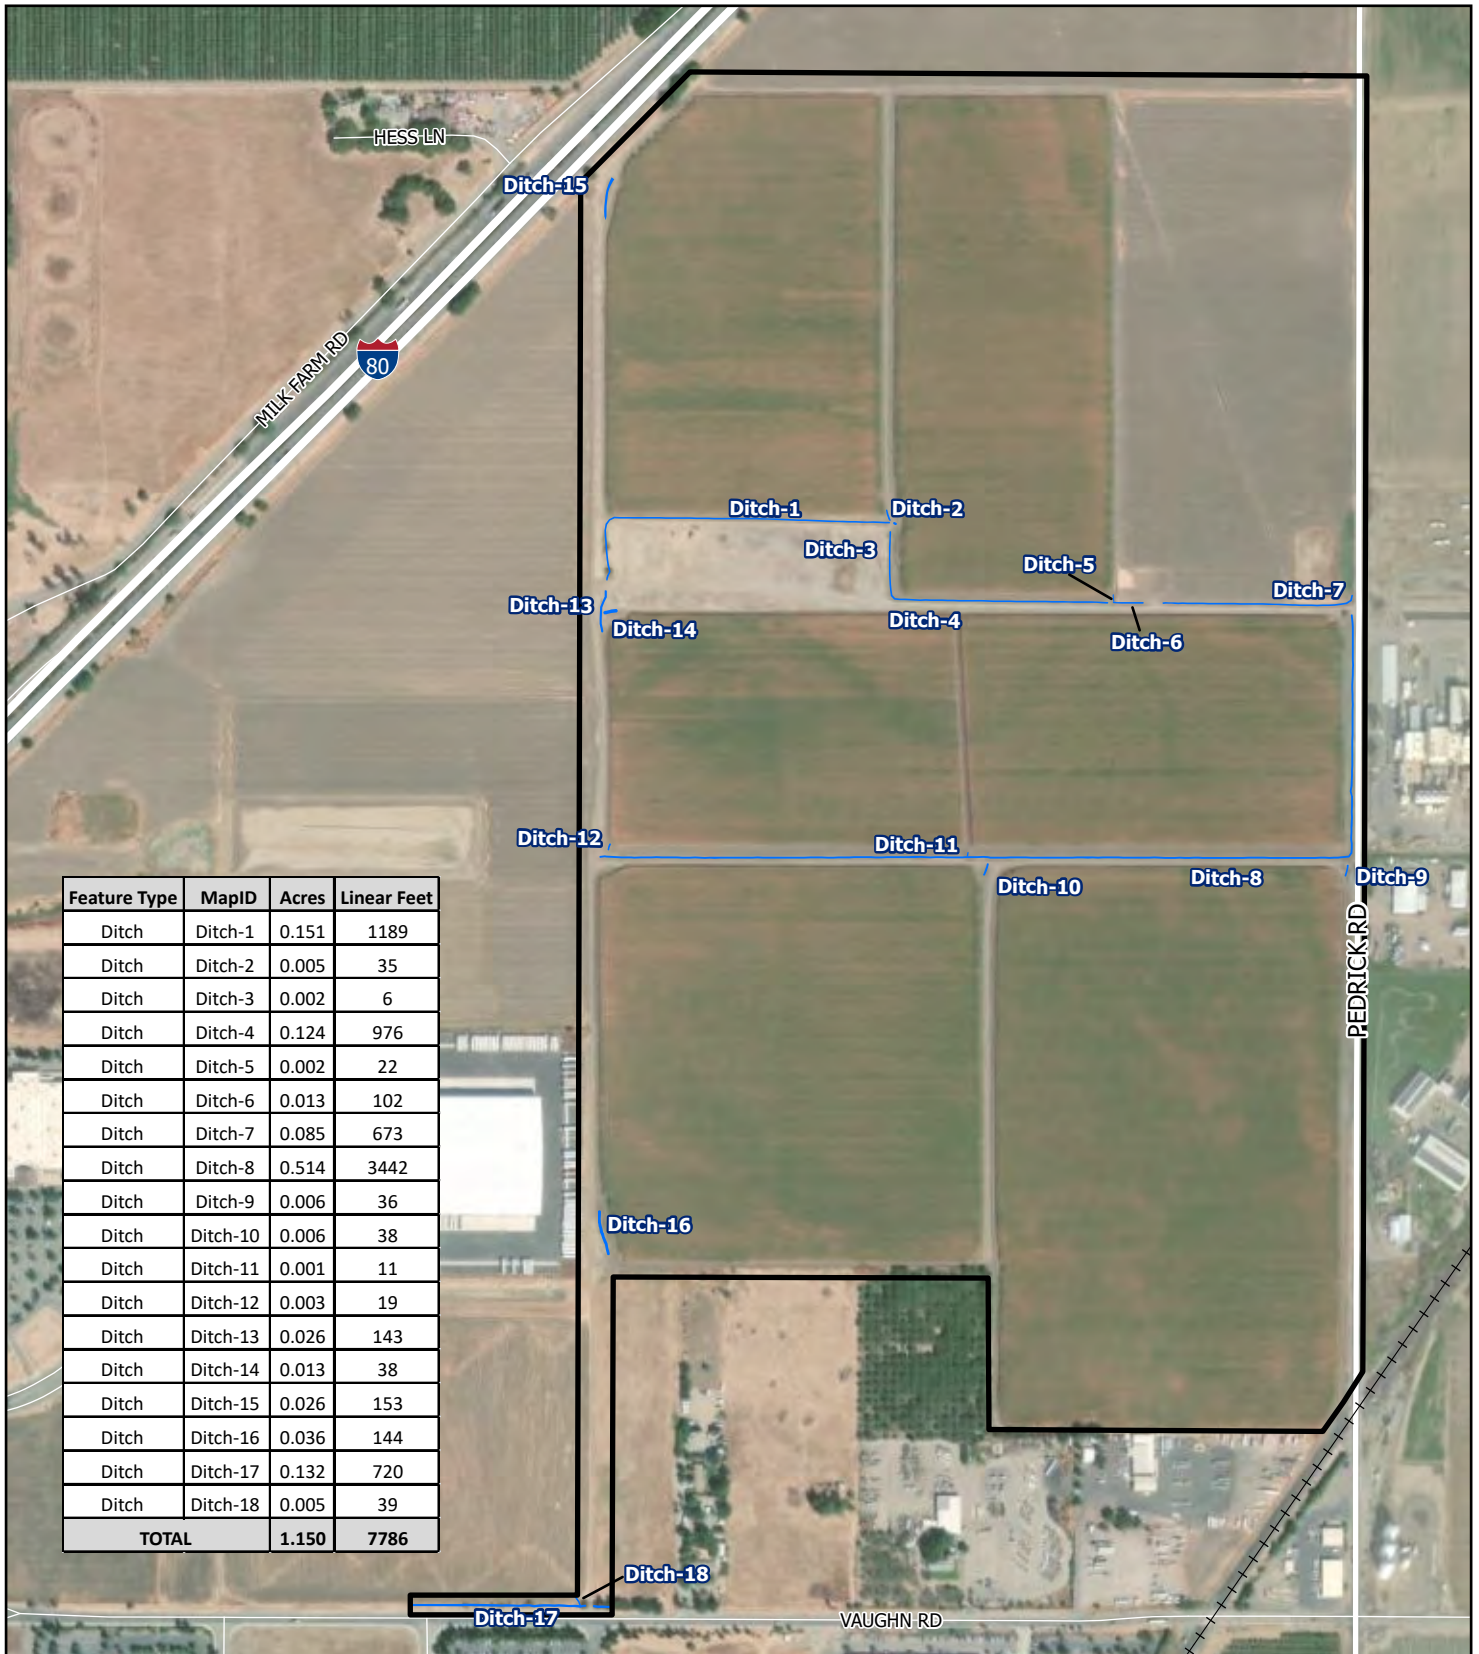 HESS LN
Ditch-15
MILK FARM RD
80
Ditch-1
Ditch-2
Ditch-3
Ditch-5
Ditch-7
Ditch-13
Ditch-4
Ditch-14
Ditch-6
Ditch-12
Ditch-11
Ditch-10
Ditch-8
Ditch-9
PEDRICK RD
Feature Type MapID Acres Linear Feet
Ditch Ditch-1 0.151 1189
Ditch Ditch-2 0.005 35
Ditch Ditch-3 0.002 6
Ditch Ditch-4 0.124 976
Ditch Ditch-5 0.002 22
Ditch Ditch-6 0.013 102
Ditch Ditch-7 0.085 673
Ditch Ditch-8 0.514 3442
Ditch Ditch-9 0.006 36
Ditch Ditch-10 0.006 38
Ditch Ditch-11 0.001 11
Ditch Ditch-12 0.003 19
Ditch Ditch-13 0.026 143
Ditch Ditch-14 0.013 38
Ditch Ditch-15 0.026 153
Ditch Ditch-16 0.036 144
Ditch Ditch-17 0.132 720
Ditch Ditch-18 0.005 39
TOTAL 1.150 7786
Ditch-16
Ditch-18
Ditch-17
VAUGHN RD